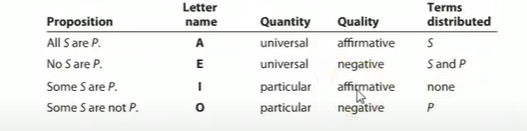 Proposition Letter name Quantity Quality Terms distributed
All S are P. A universal affirmative S
No S are P. E universal negative S and P
Some S are P. I particular affirmative none
Some S are not P. O particular negative P